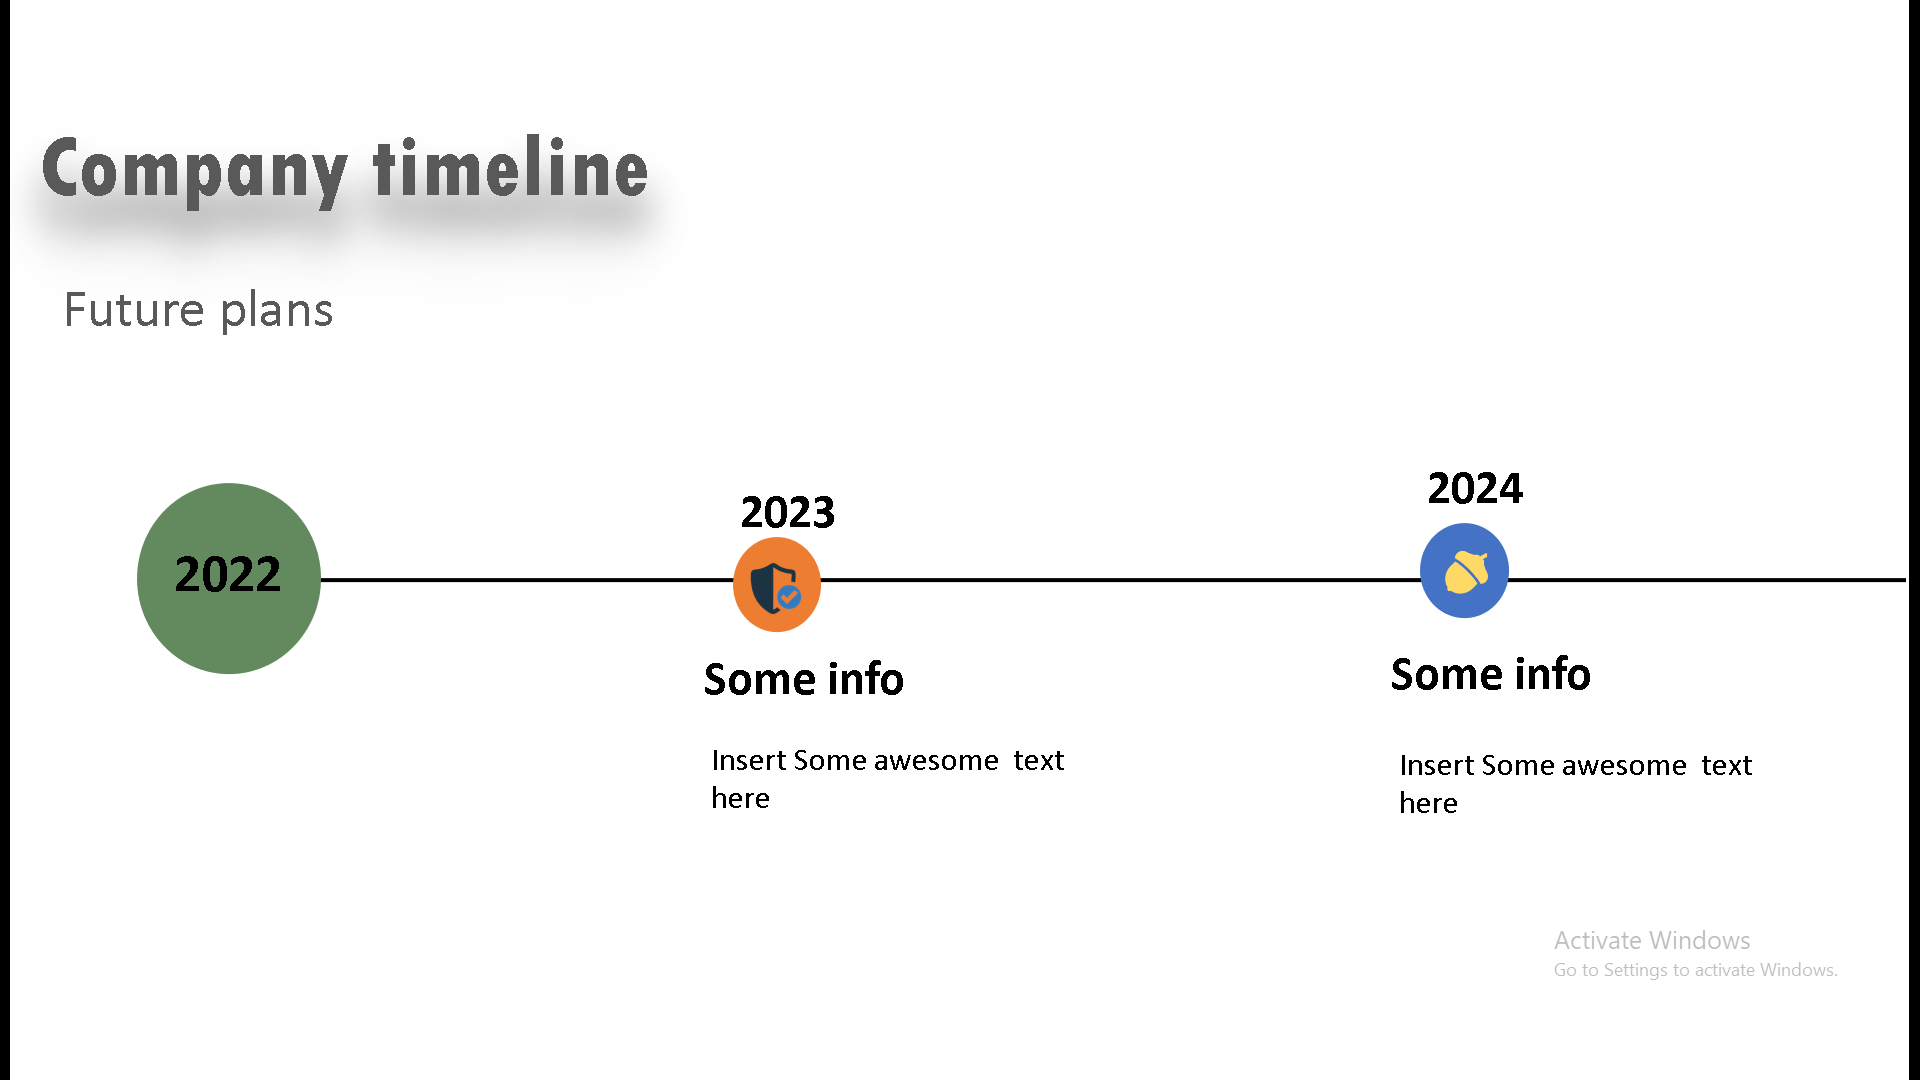 Company timeline
Future plans
2022
2023
Some info
Insert Some awesome  text
here
2024
Some info
Insert Some awesome  text
here
Activate Windows
Go to Settings to activate Windows.